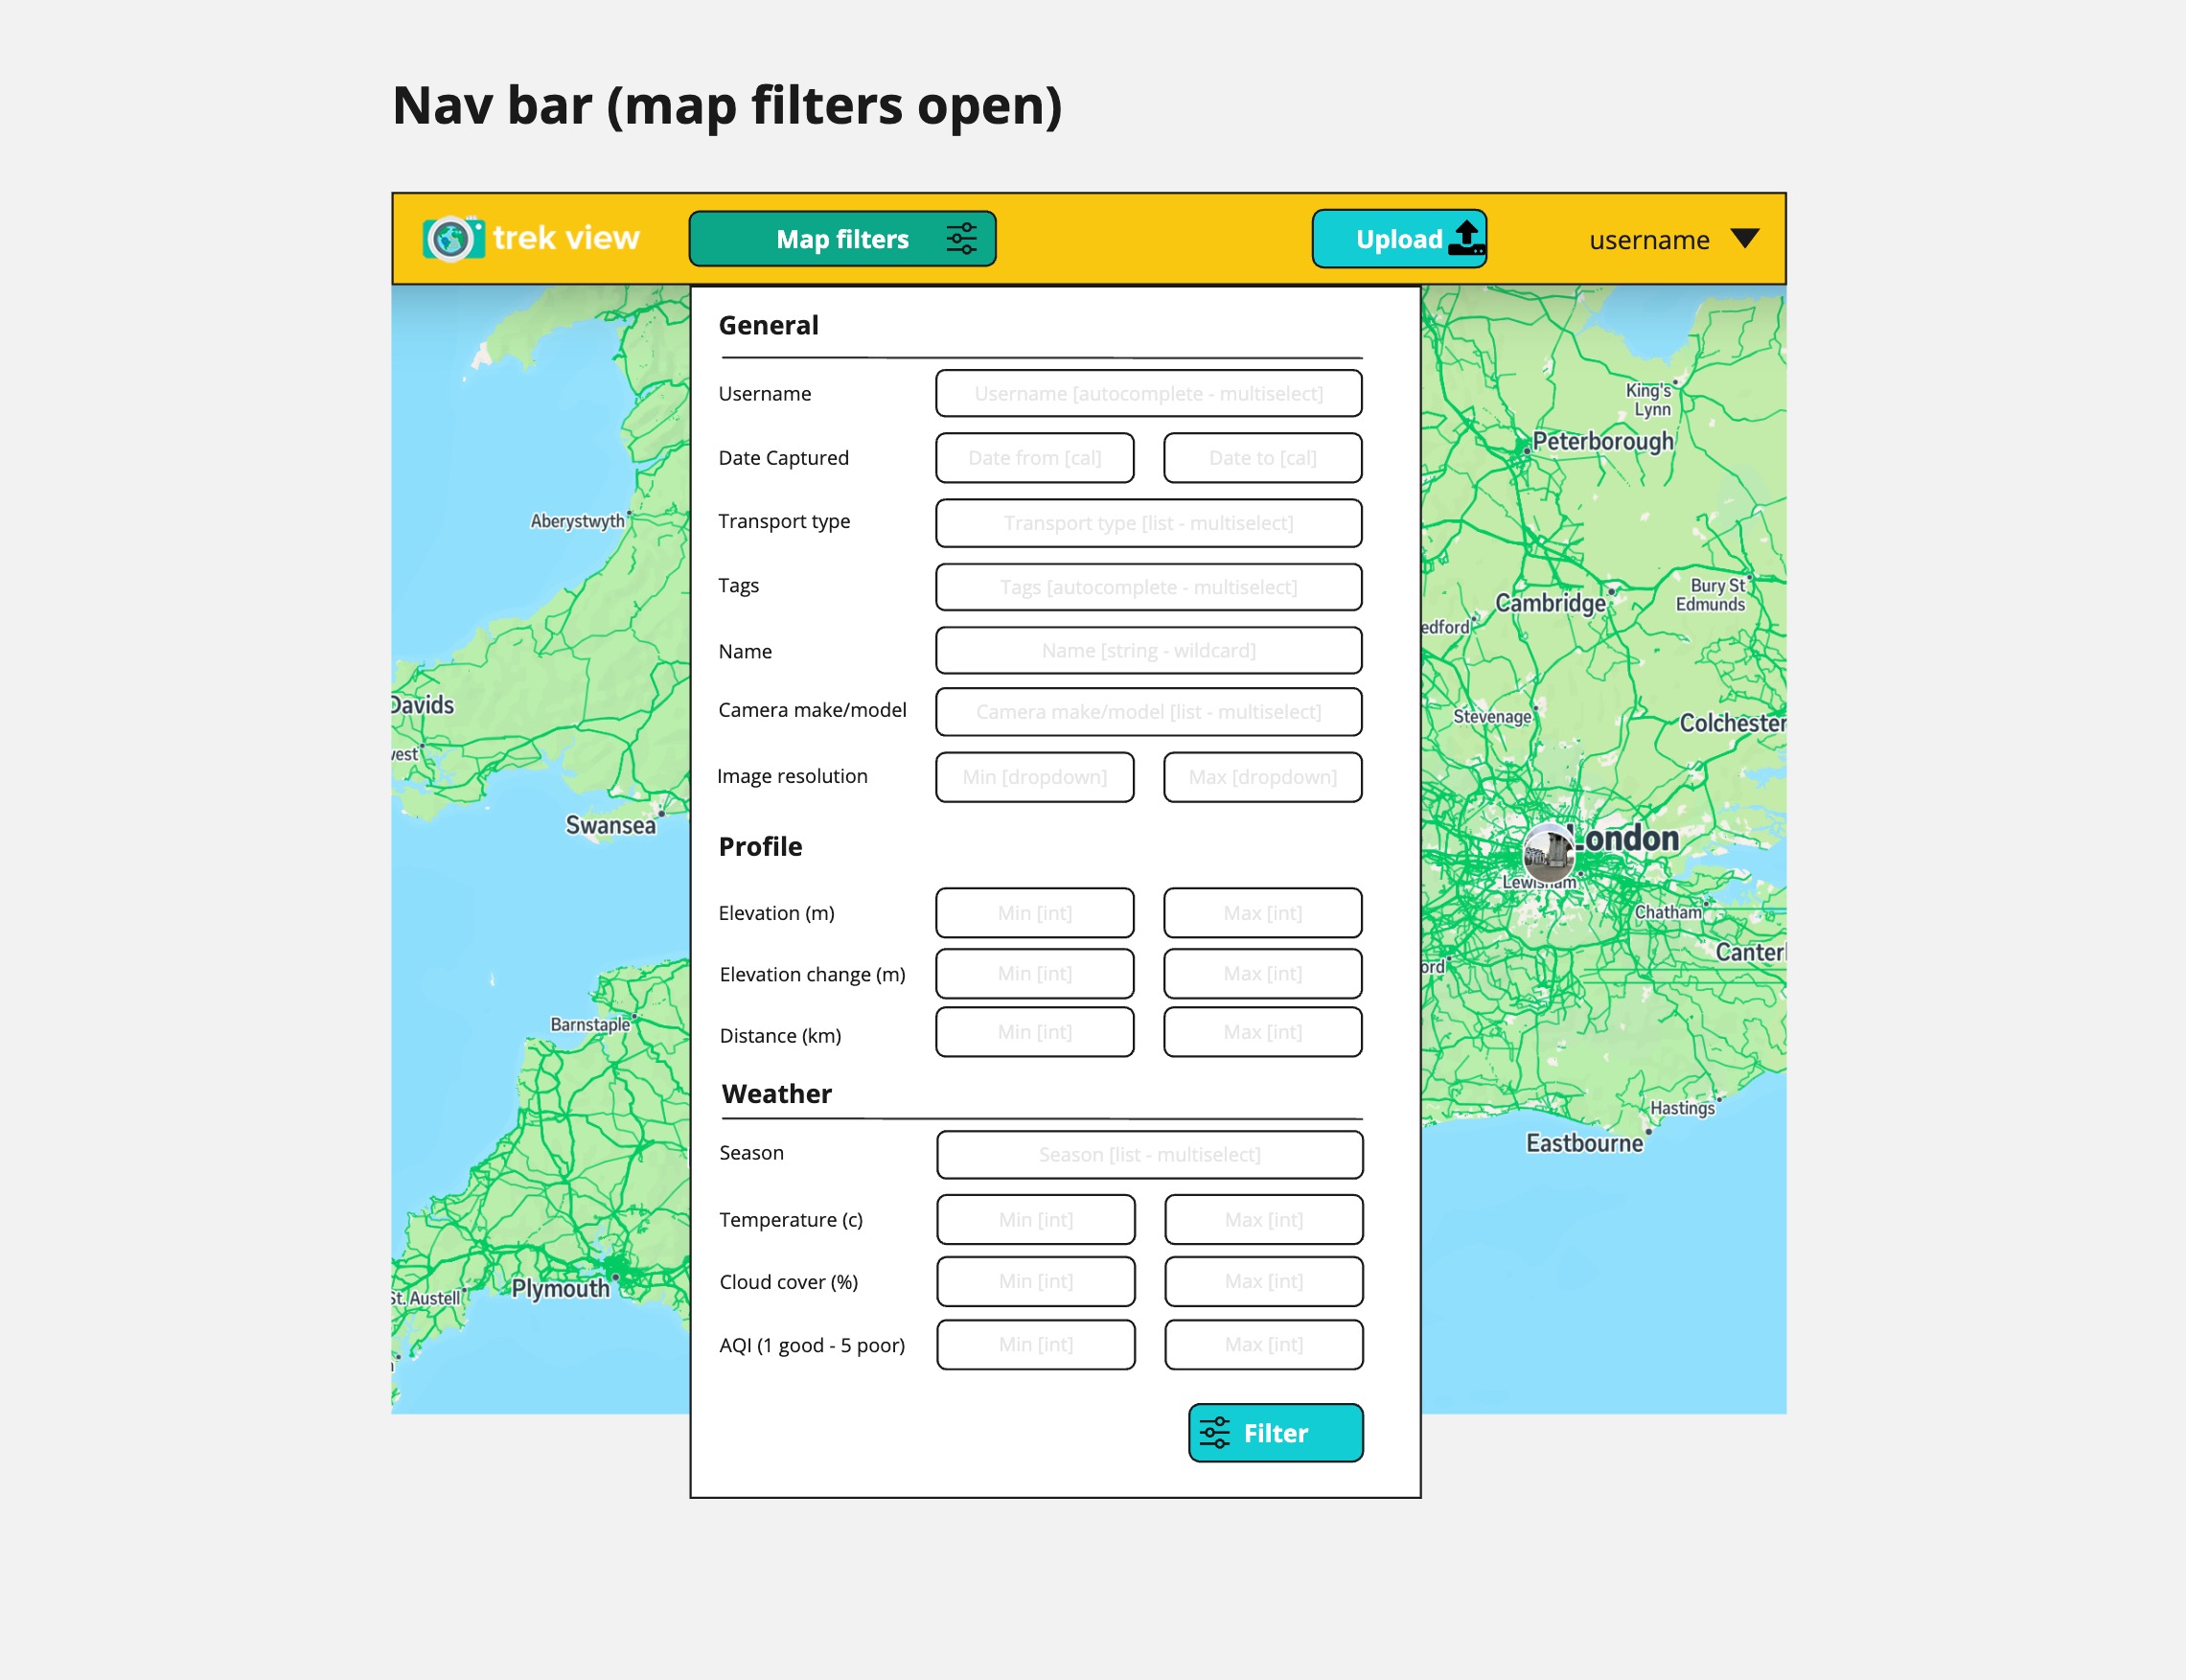 Nav bar (map filters open)
trek view
Map filters
Upload
username
General
Username
Username [autocomplete - multiselect]
Date Captured
Date from [cal]
Date to [cal]
Transport type
Transport type [list - multiselect]
Tags
Tags [autocomplete - multiselect]
Name
Name [string - wildcard]
Camera make/model
Camera make/model [list - multiselect]
Image resolution
Min [dropdown]
Max [dropdown]
Profile
Elevation (m)
Min [int]
Max [int]
Elevation change (m)
Min [int]
Max [int]
Distance (km)
Min [int]
Max [int]
Weather
Season
Season [list - multiselect]
Temperature (c)
Min [int]
Max [int]
Cloud cover (%)
Min [int]
Max [int]
AQI (1 good - 5 poor)
Min [int]
Max [int]
Filter
Aberystwyth
Davids
vest
Swansea
Barnstaple
Plymouth
St. Austell
King's
Lynn
Peterborough
Cambridge
Bury St
Edmunds
edford
Stevenage
Colchester
London
Lewisham
Chatham
Canter
ord
Hastings
Eastbourne